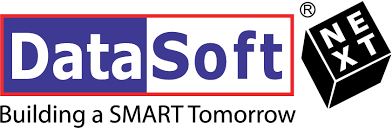 DataSoft ®
NEXT
Building a SMART Tomorrow